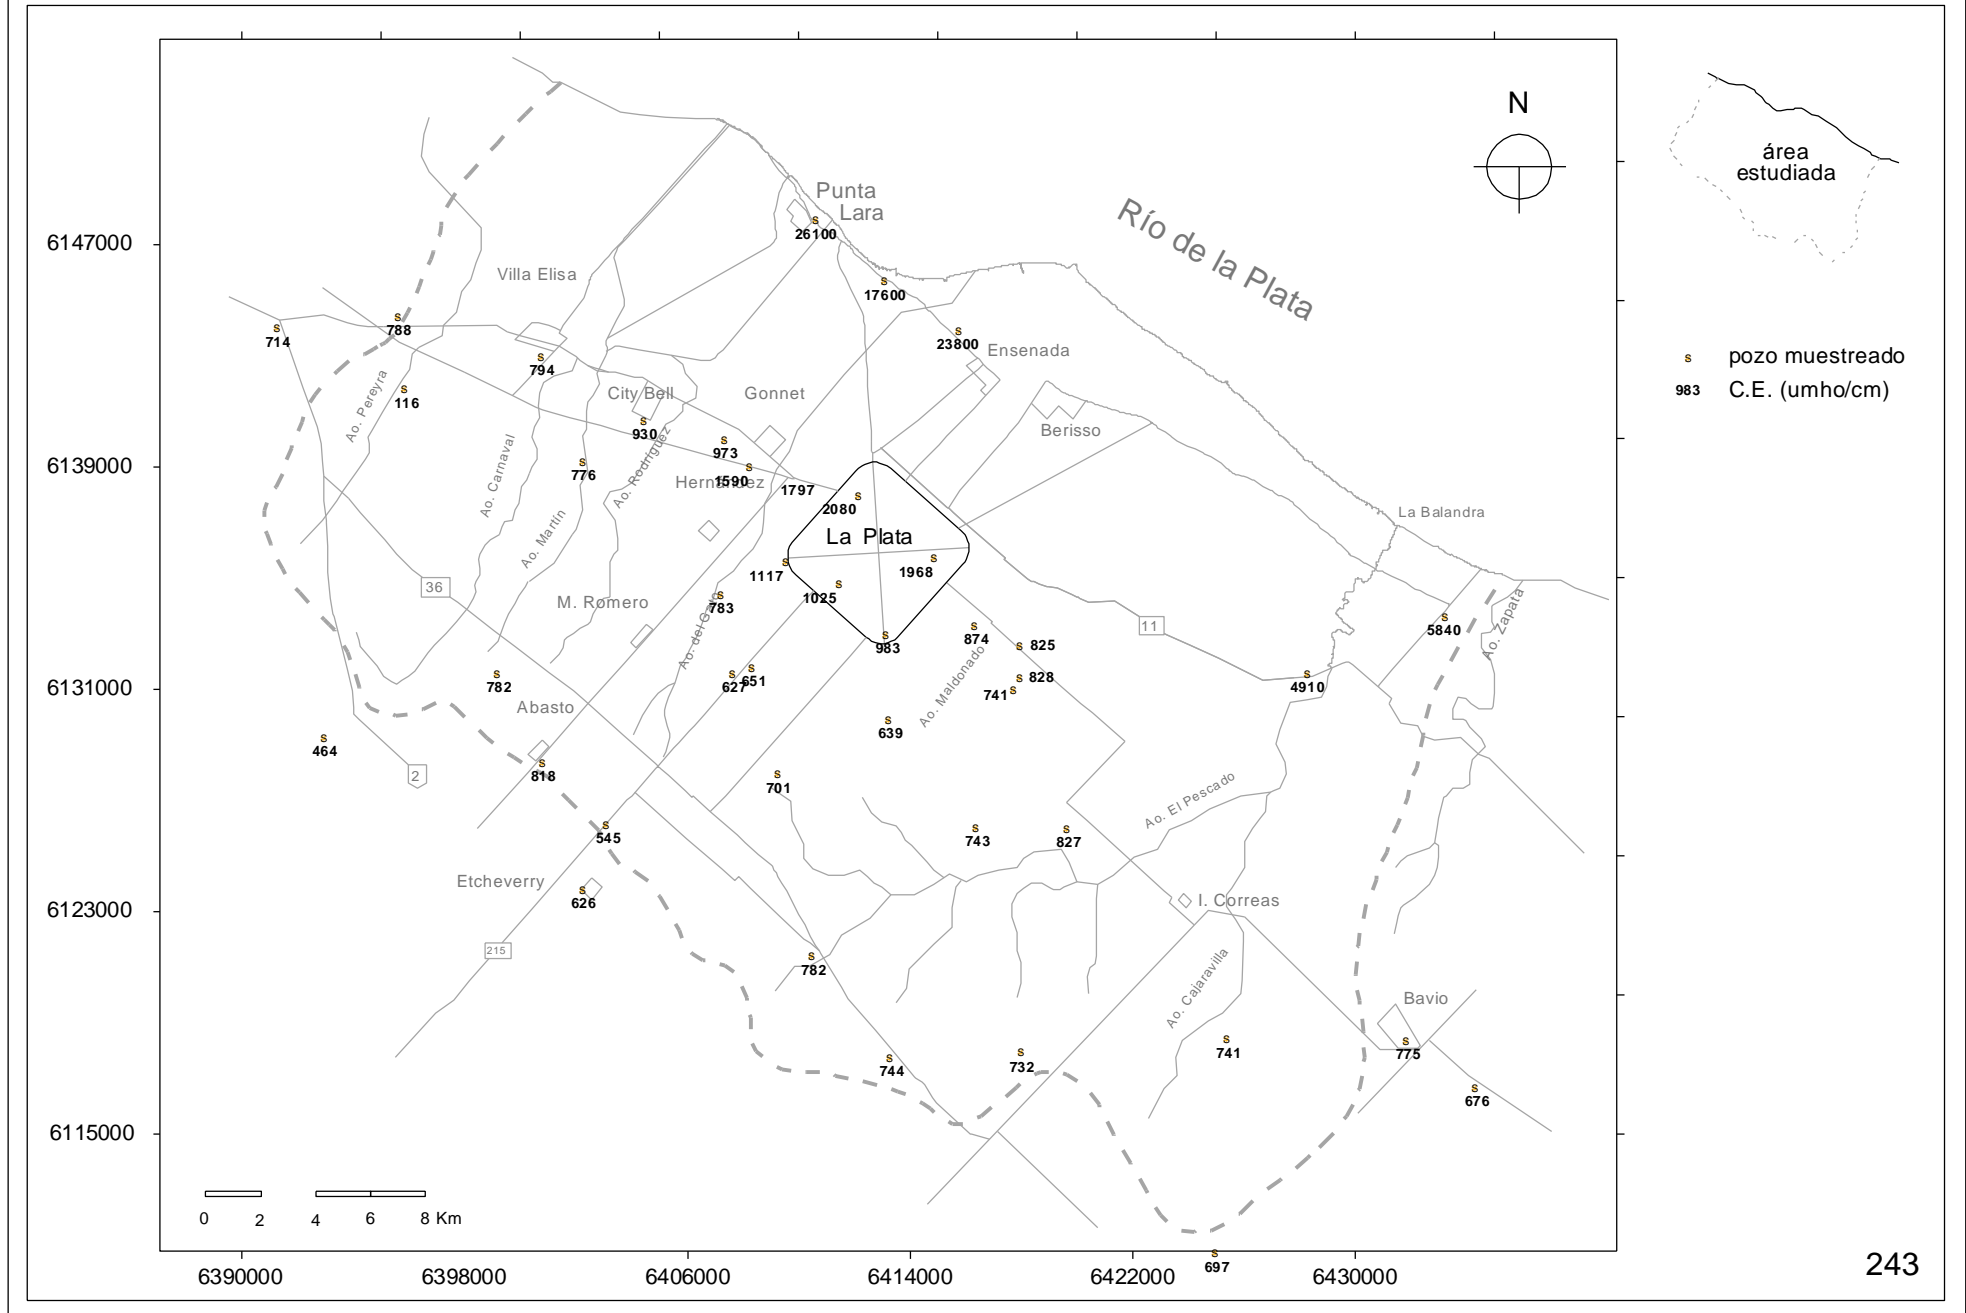 N
área
estudiada
Punta
Lara
Río de la Plata
26100
6147000
Villa Elisa
17600
788
714
23800
Ensenada
s pozo muestreado
983 C.E. (umho/cm)
794
116
City Bell
Gonnet
Ao. Pereyra
930
Berisso
973
6139000
776
Ao. Carnaval
Ao. Rodríguez
Hernández
1590
1797
2080
La Balandra
La Plata
Ao. Martín
1117
1968
36
1025
M. Romero
783
Ao. del Gato
11
5840
Ao. Zapata
983
874
825
651
627
828
741
4910
6131000
782
Abasto
Ao. Maldonado
639
464
2
818
701
Ao. El Pescado
545
743
827
Etcheverry
626
I. Correas
6123000
215
782
Ao. Cajaravilla
Bavio
744
732
741
775
676
6115000
0 2 4 6 8 Km
697
6390000 6398000 6406000 6414000 6422000 6430000
243